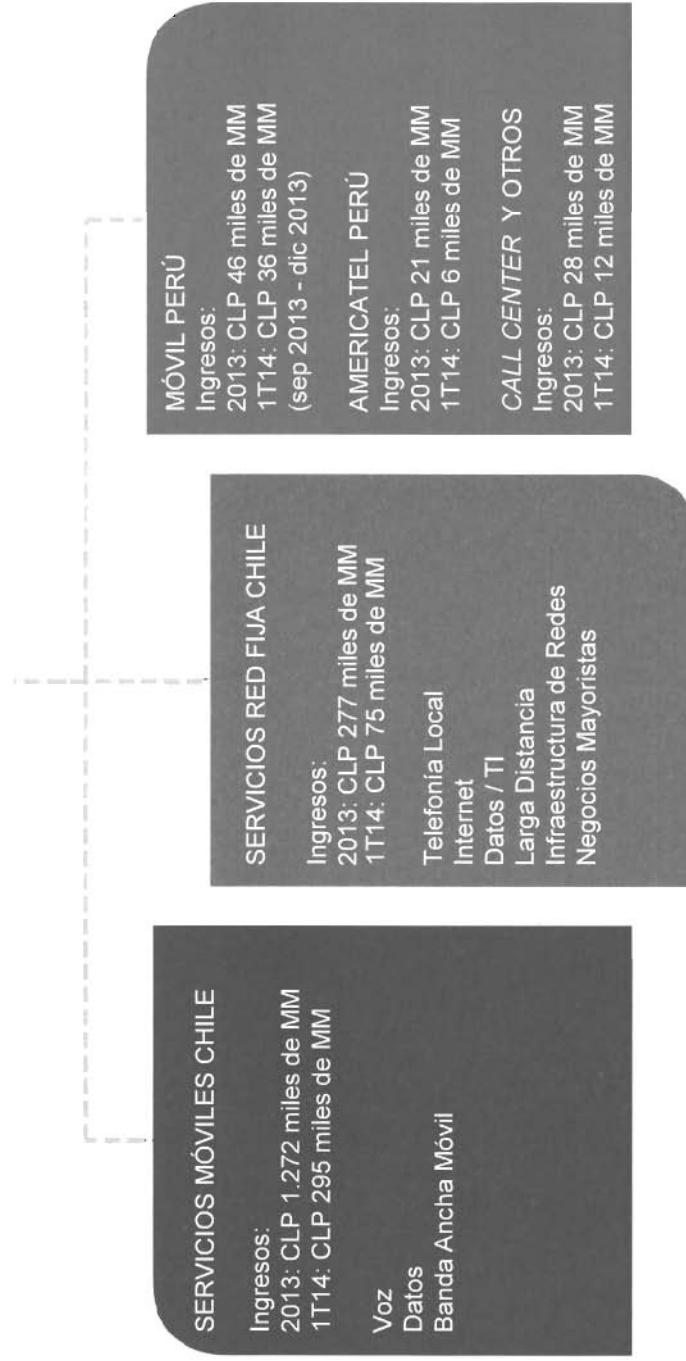 SERVICIOS MÓVILES CHILE
Ingresos:
2013: CLP 1.272 miles de MM
1T14: CLP 295 miles de MM
Voz
Datos
Banda Ancha Móvil
SERVICIOS RED FIJA CHILE
Ingresos:
2013: CLP 277 miles de MM
1T14: CLP 75 miles de MM
Telefonía Local
Internet
Datos / TI
Larga Distancia
Infraestructura de Redes
Negocios Mayoristas
MÓVIL PERÚ
Ingresos:
2013: CLP 46 miles de MM
1T14: CLP 36 miles de MM
(sep 2013 - dic 2013)
AMERICATEL PERÚ
Ingresos:
2013: CLP 21 miles de MM
1T14: CLP 6 miles de MM
CALL CENTER Y OTROS
Ingresos:
2013: CLP 28 miles de MM
1T14: CLP 12 miles de MM